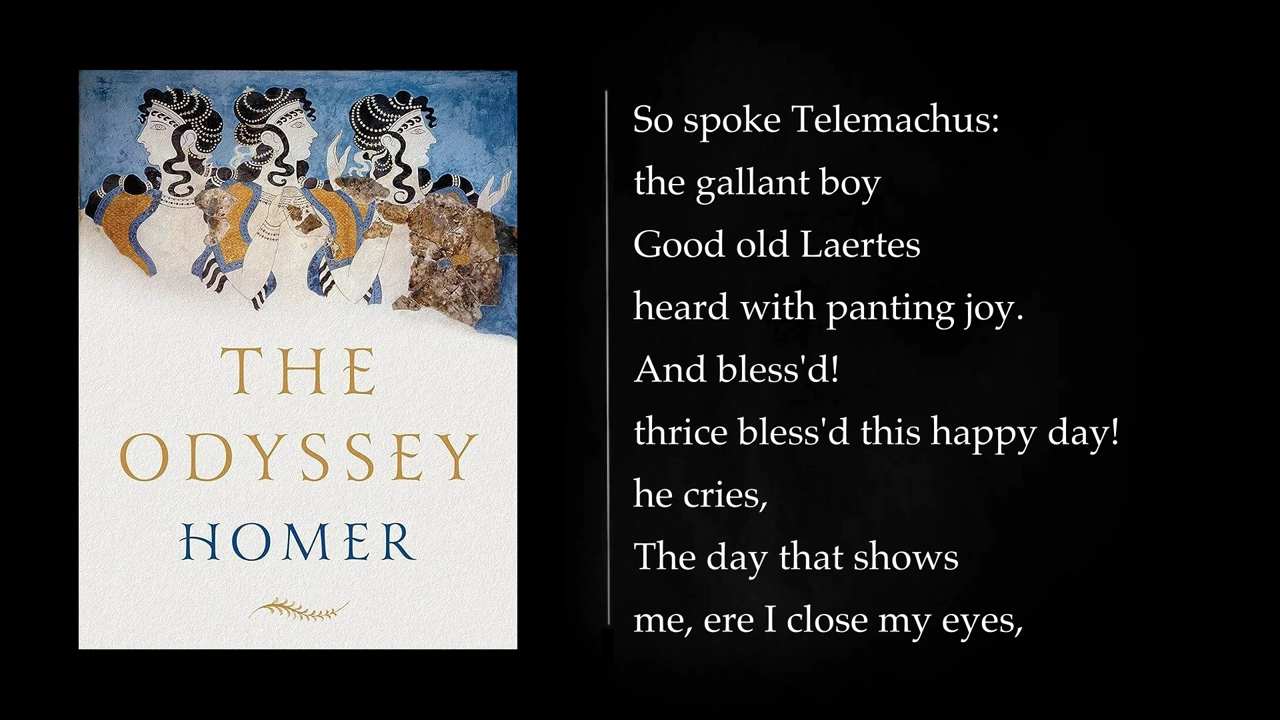 THE
ODYSSEY
HOMER
So spoke Telemachus:
the gallant boy
Good old Laertes
heard with panting joy.
And bless'd!
thrice bless'd this happy day!
he cries,
The day that shows
me, ere I close my eyes,